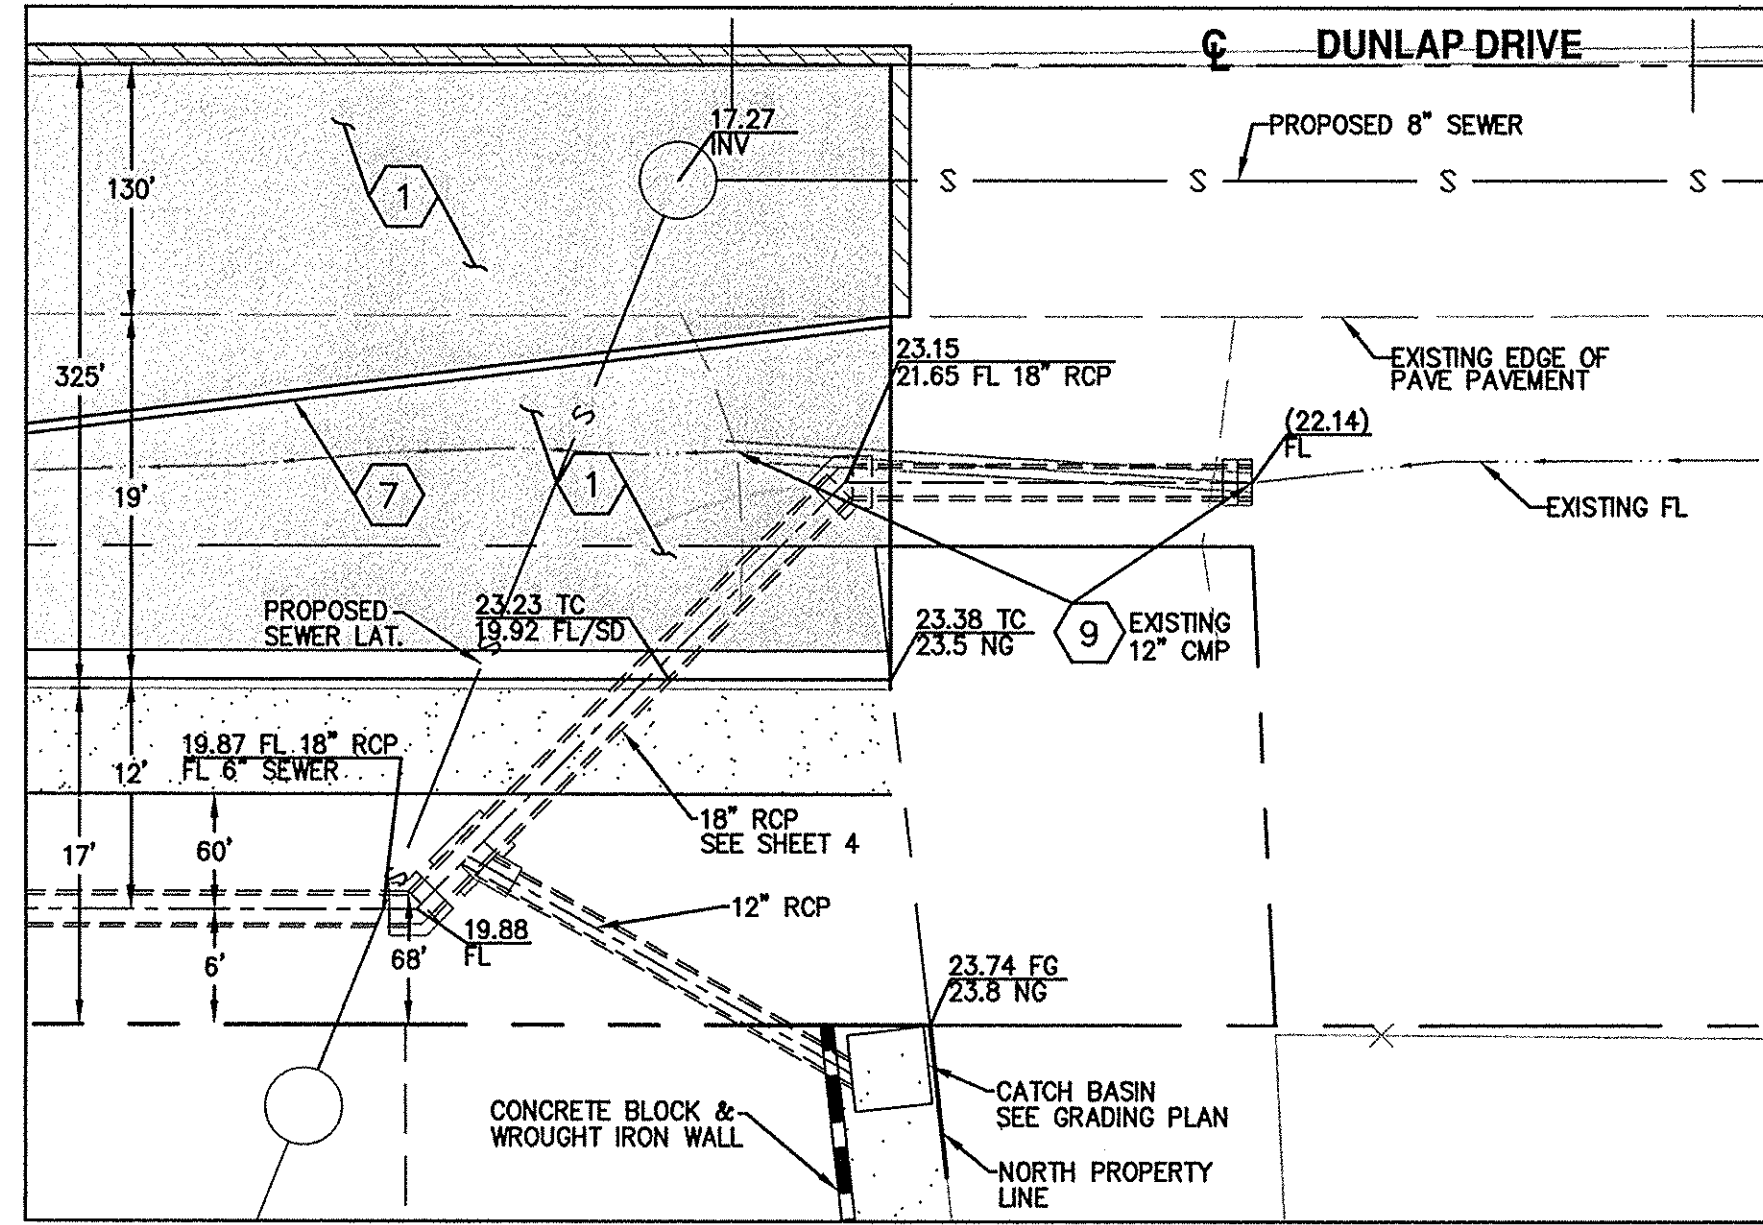 ℄ DUNLAP DRIVE
17.27
INV
PROPOSED 8" SEWER
S S S S
130'
1
23.15
21.65 FL 18" RCP
EXISTING EDGE OF
PAVE PAVEMENT
325'
(22.14)
FL
S
19'
7
1
EXISTING FL
PROPOSED
SEWER LAT.
23.23 TC
19.92 FL/SD
S
23.38 TC
23.5 NG
9
EXISTING
12" CMP
19.87 FL 18" RCP
FL 6" SEWER
12'
18" RCP
SEE SHEET 4
17'
60'
S
12" RCP
19.88
FL
6'
68'
23.74 FG
23.8 NG
CATCH BASIN
SEE GRADING PLAN
CONCRETE BLOCK &
WROUGHT IRON WALL
NORTH PROPERTY
LINE